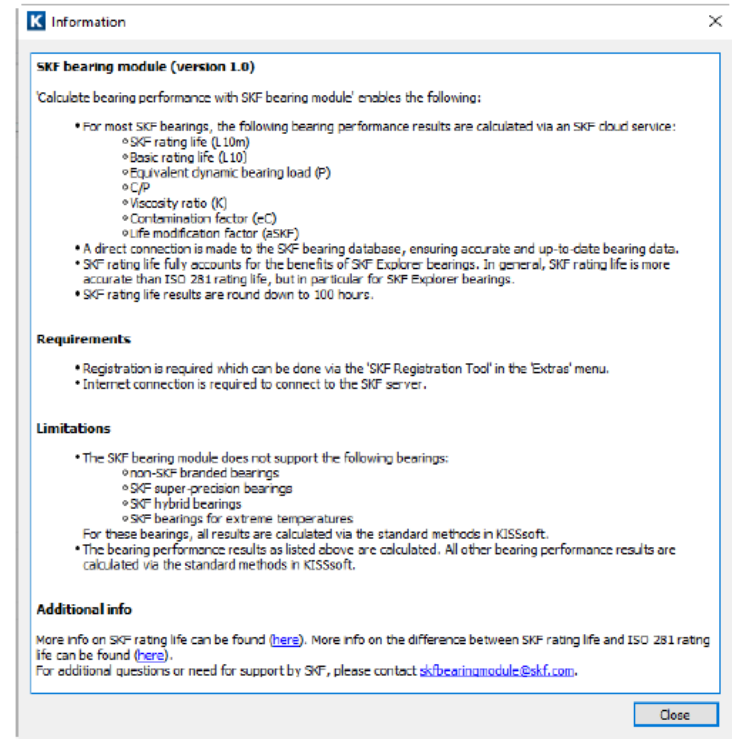 K Information
SKF bearing module (version 1.0)
'Calculate bearing performance with SKF bearing module' enables the following:
• For most SKF bearings, the following bearing performance results are calculated via an SKF cloud service:
∘ SKF rating life (L10m)
∘ Basic rating life (L10)
∘ Equivalent dynamic bearing load (P)
∘ C/P
∘ Viscosity ratio (K)
∘ Contamination factor (eC)
∘ Life modification factor (aSKF)
• A direct connection is made to the SKF bearing database, ensuring accurate and up-to-date bearing data.
• SKF rating life fully accounts for the benefits of SKF Explorer bearings. In general, SKF rating life is more
accurate than ISO 281 rating life, but in particular for SKF Explorer bearings.
• SKF rating life results are round down to 100 hours.
Requirements
• Registration is required which can be done via the 'SKF Registration Tool' in the 'Extras' menu.
• Internet connection is required to connect to the SKF server.
Limitations
• The SKF bearing module does not support the following bearings:
∘ non-SKF branded bearings
∘ SKF super-precision bearings
∘ SKF hybrid bearings
∘ SKF bearings for extreme temperatures
For these bearings, all results are calculated via the standard methods in KISSsoft.
• The bearing performance results as listed above are calculated. All other bearing performance results are
calculated via the standard methods in KISSsoft.
Additional info
More info on SKF rating life can be found (here). More info on the difference between SKF rating life and ISO 281 rating
life can be found (here).
For additional questions or need for support by SKF, please contact skfbearingmodule@skf.com.
Close